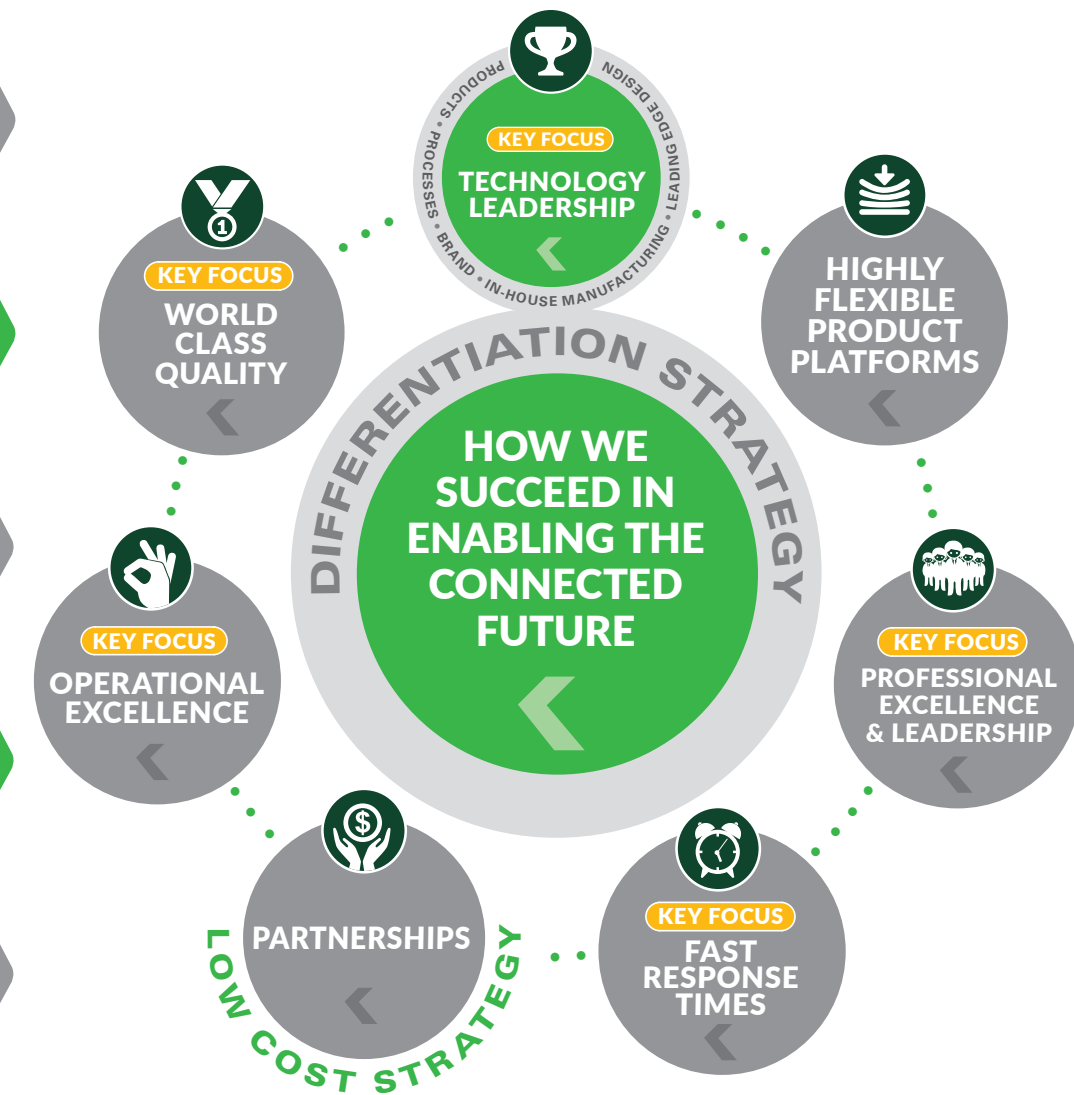 PRODUCTS • PROCESSES • BRAND • IN-HOUSE MANUFACTURING • LEADING EDGE DESIGN
KEY FOCUS
TECHNOLOGY
LEADERSHIP
HIGHLY
FLEXIBLE
PRODUCT
PLATFORMS
1
KEY FOCUS
WORLD
CLASS
QUALITY
DIFFERENTIATION STRATEGY
HOW WE
SUCCEED IN
ENABLING THE
CONNECTED
FUTURE
KEY FOCUS
OPERATIONAL
EXCELLENCE
KEY FOCUS
PROFESSIONAL
EXCELLENCE
& LEADERSHIP
$
PARTNERSHIPS
LOW COST STRATEGY
KEY FOCUS
FAST
RESPONSE
TIMES